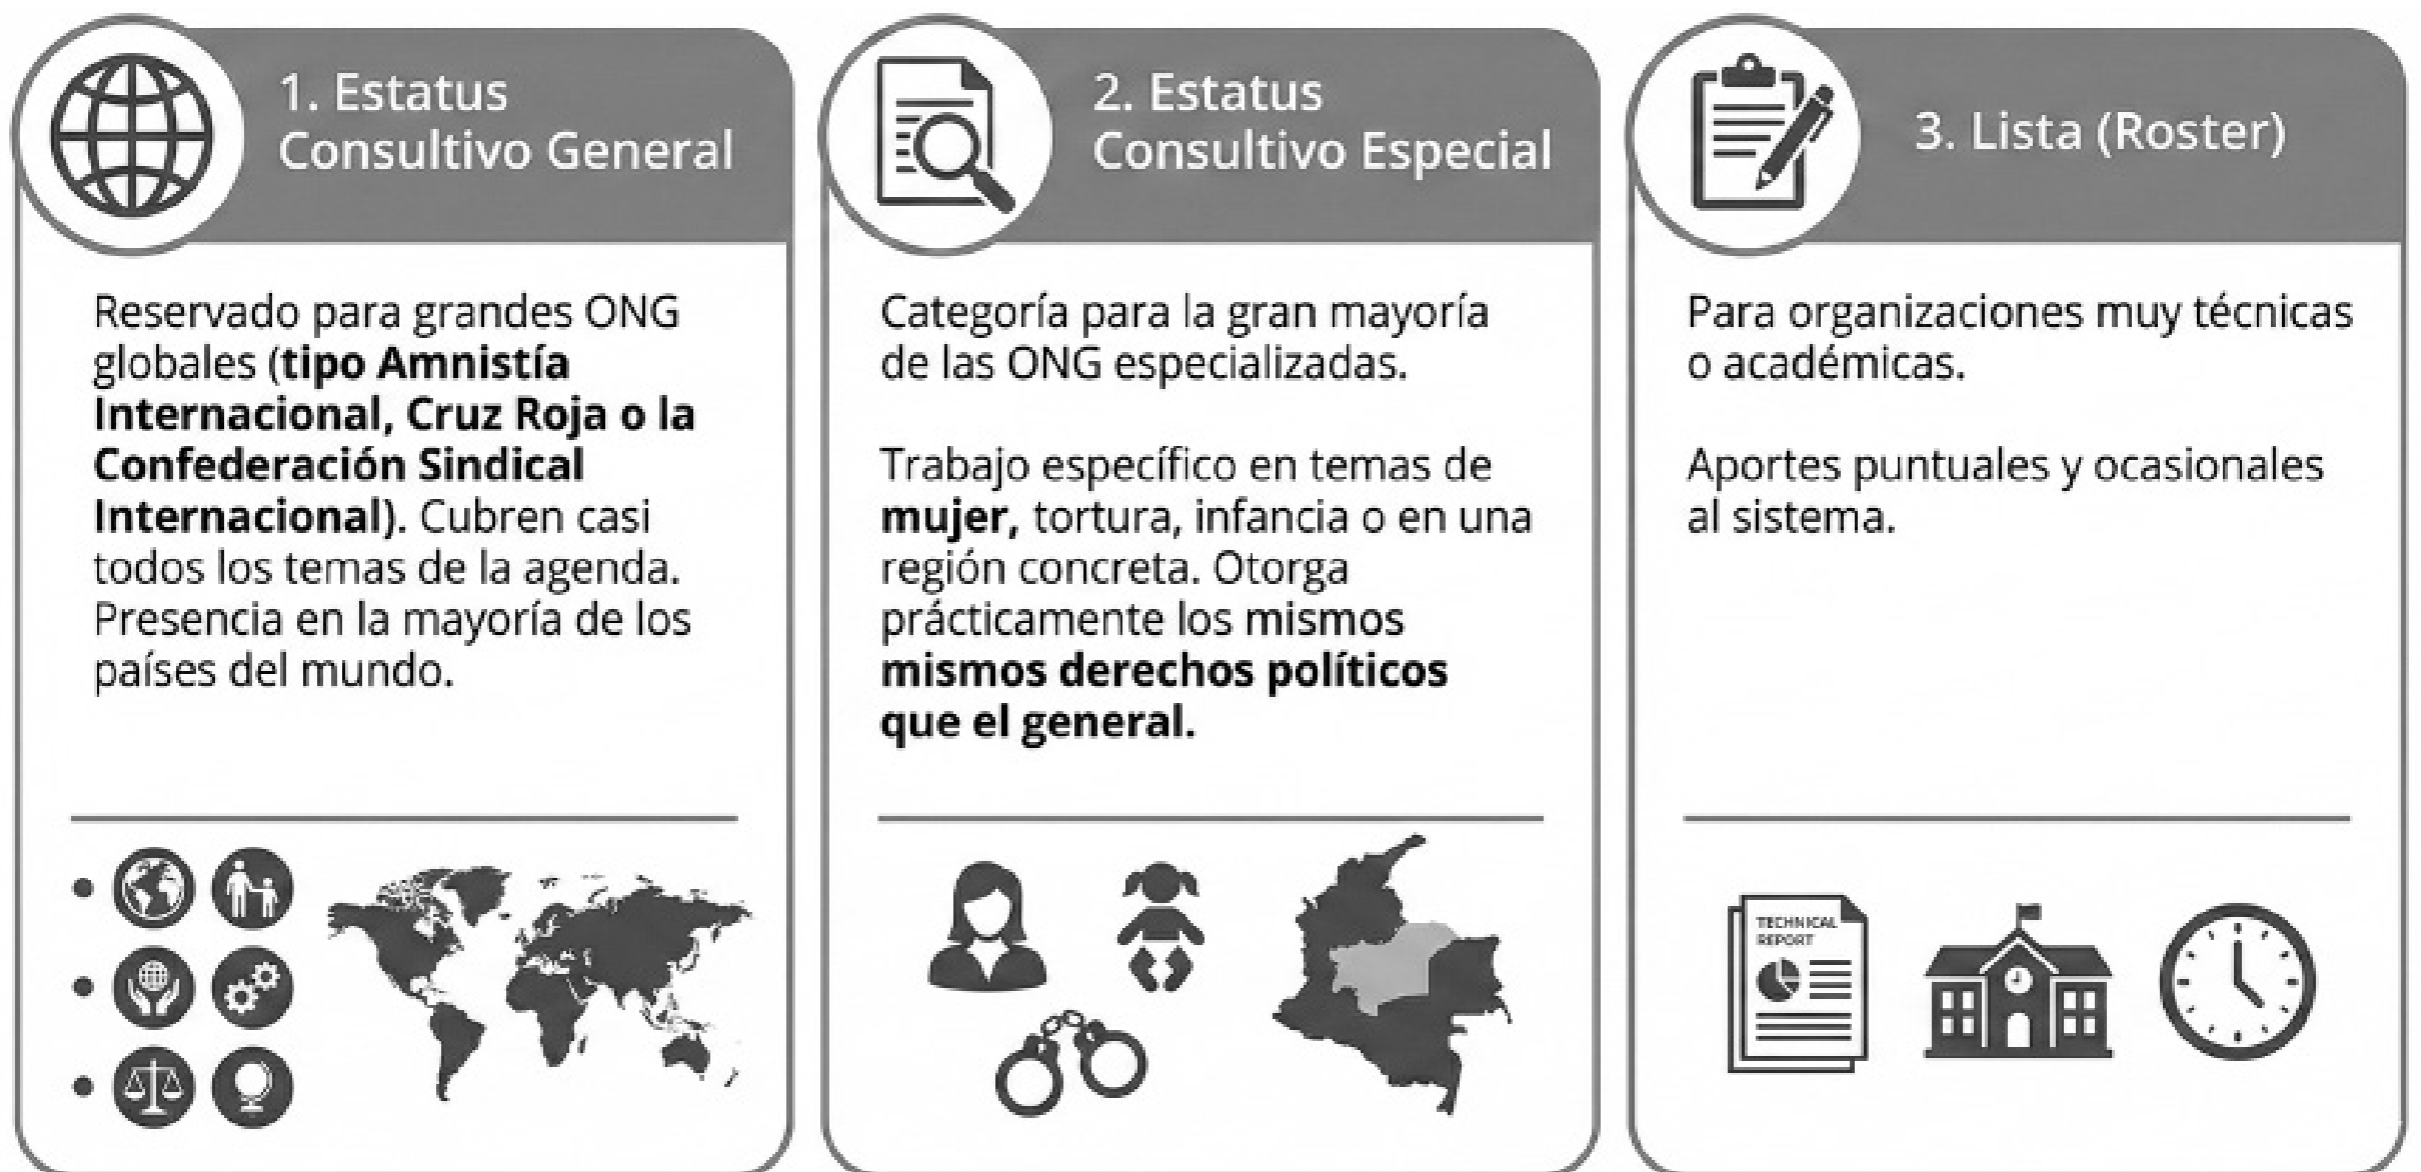 1. Estatus
Consultivo General
Reservado para grandes ONG
globales (tipo Amnistía
Internacional, Cruz Roja o la
Confederación Sindical
Internacional). Cubren casi
todos los temas de la agenda.
Presencia en la mayoría de los
países del mundo.
2. Estatus
Consultivo Especial
Categoría para la gran mayoría
de las ONG especializadas.
Trabajo específico en temas de
mujer, tortura, infancia o en una
región concreta. Otorga
prácticamente los mismos
mismos derechos políticos
que el general.
3. Lista (Roster)
Para organizaciones muy técnicas
o académicas.
Aportes puntuales y ocasionales
al sistema.
TECHNICAL
REPORT